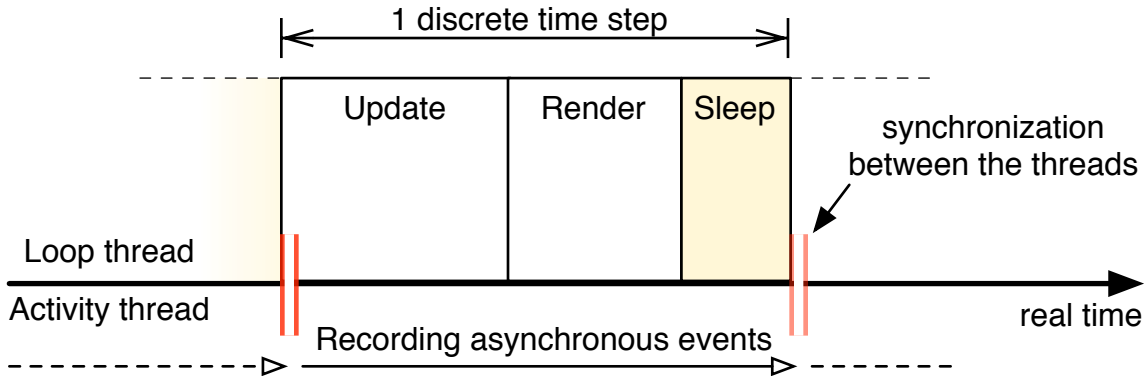 1 discrete time step
Update
Render
Sleep
synchronization
between the threads
Loop thread
Activity thread
real time
Recording asynchronous events